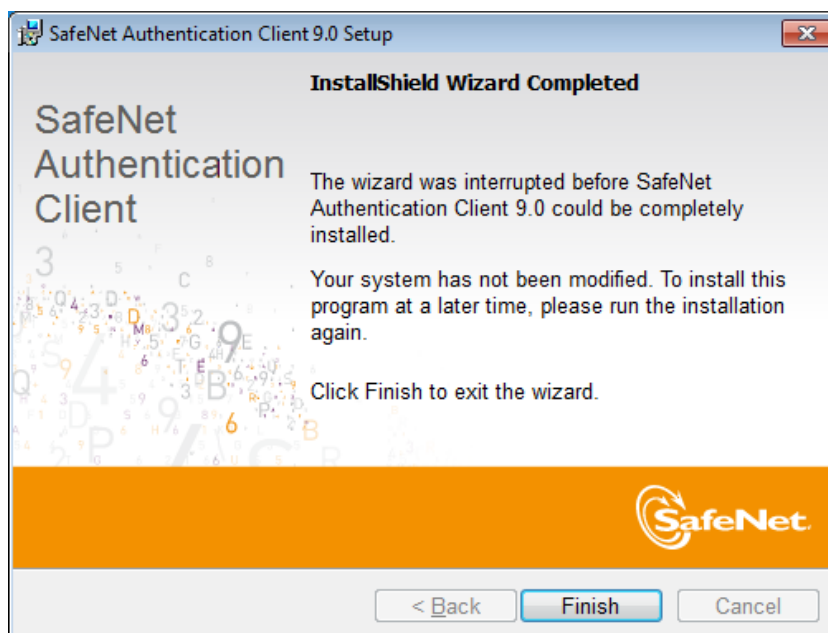 SafeNet Authentication Client 9.0 Setup
InstallShield Wizard Completed
SafeNet
Authentication
Client
The wizard was interrupted before SafeNet
Authentication Client 9.0 could be completely
installed.
Your system has not been modified. To install this
program at a later time, please run the installation
again.
Click Finish to exit the wizard.
SafeNet.
< Back
Finish
Cancel